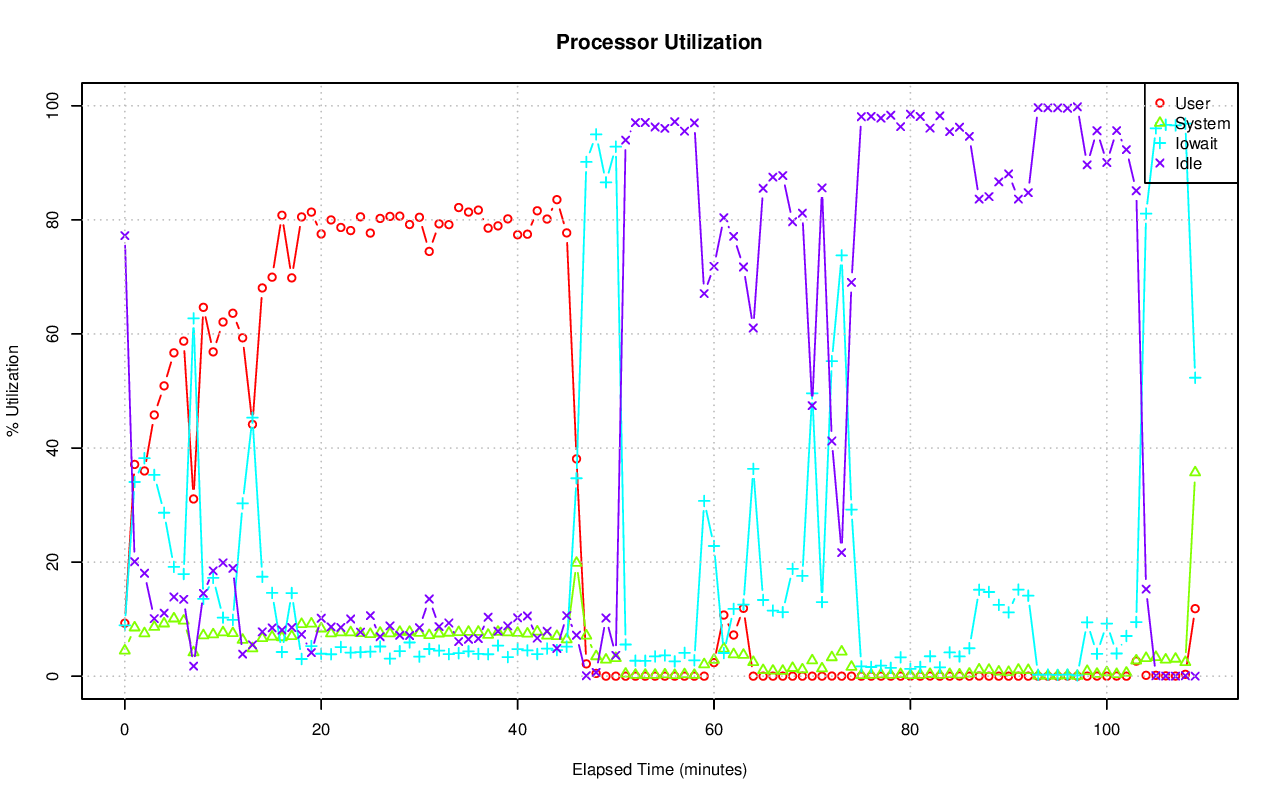 Processor Utilization
% Utilization
100
80
60
40
20
0
User
System
Iowait
Idle
0 20 40 60 80 100
Elapsed Time (minutes)